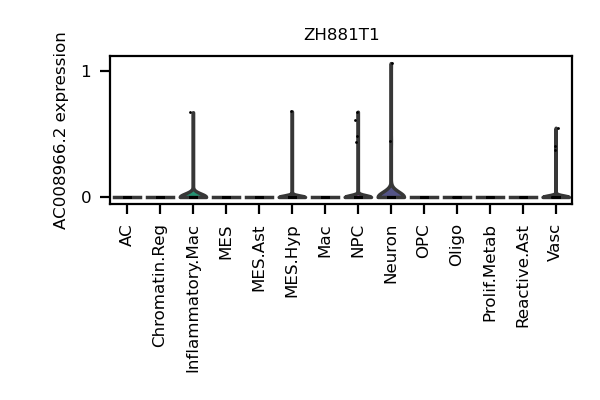 ZH881T1
AC008966.2 expression
1
0
AC
Chromatin.Reg
Inflammatory.Mac
MES
MES.Ast
MES.Hyp
Mac
NPC
Neuron
OPC
Oligo
Prolif.Metab
Reactive.Ast
Vasc